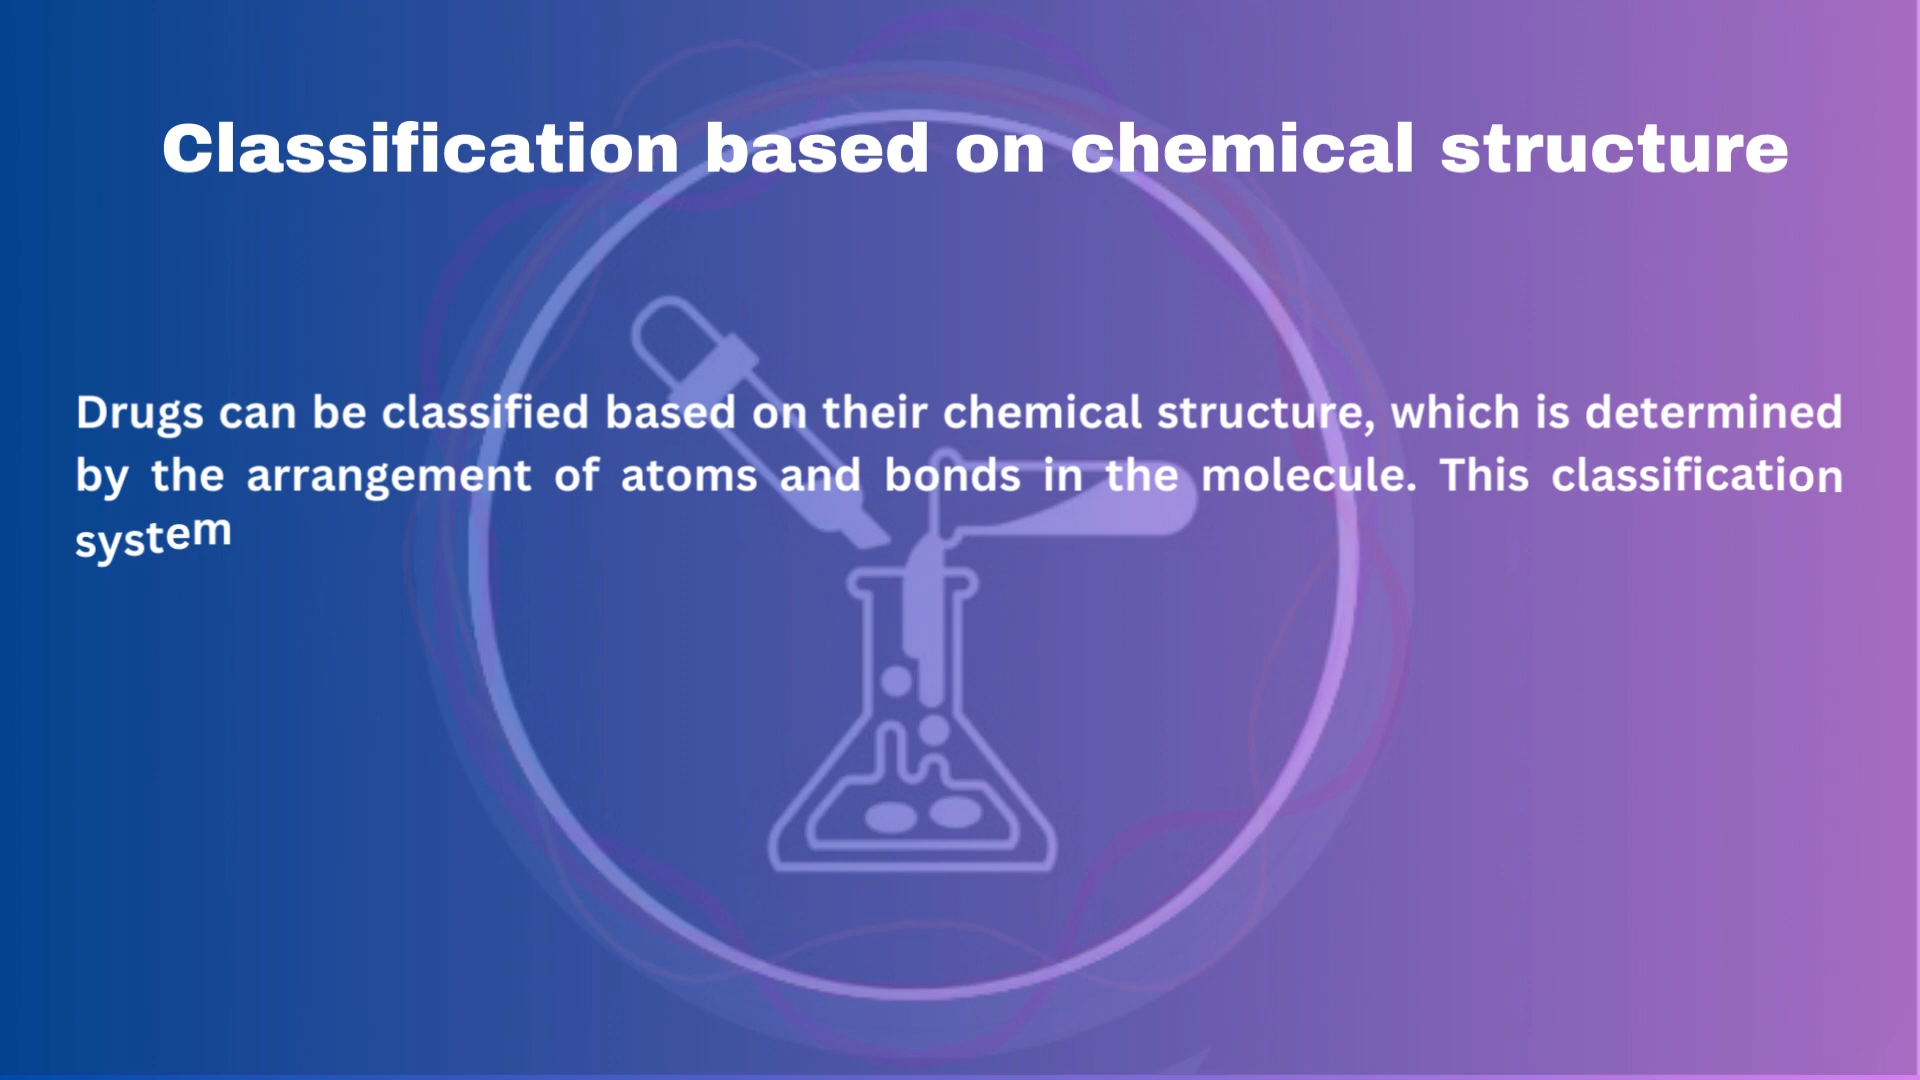 Classification based on chemical structure
Drugs can be classified based on their chemical structure, which is determined
by the arrangement of atoms and bonds in the molecule. This classification
system